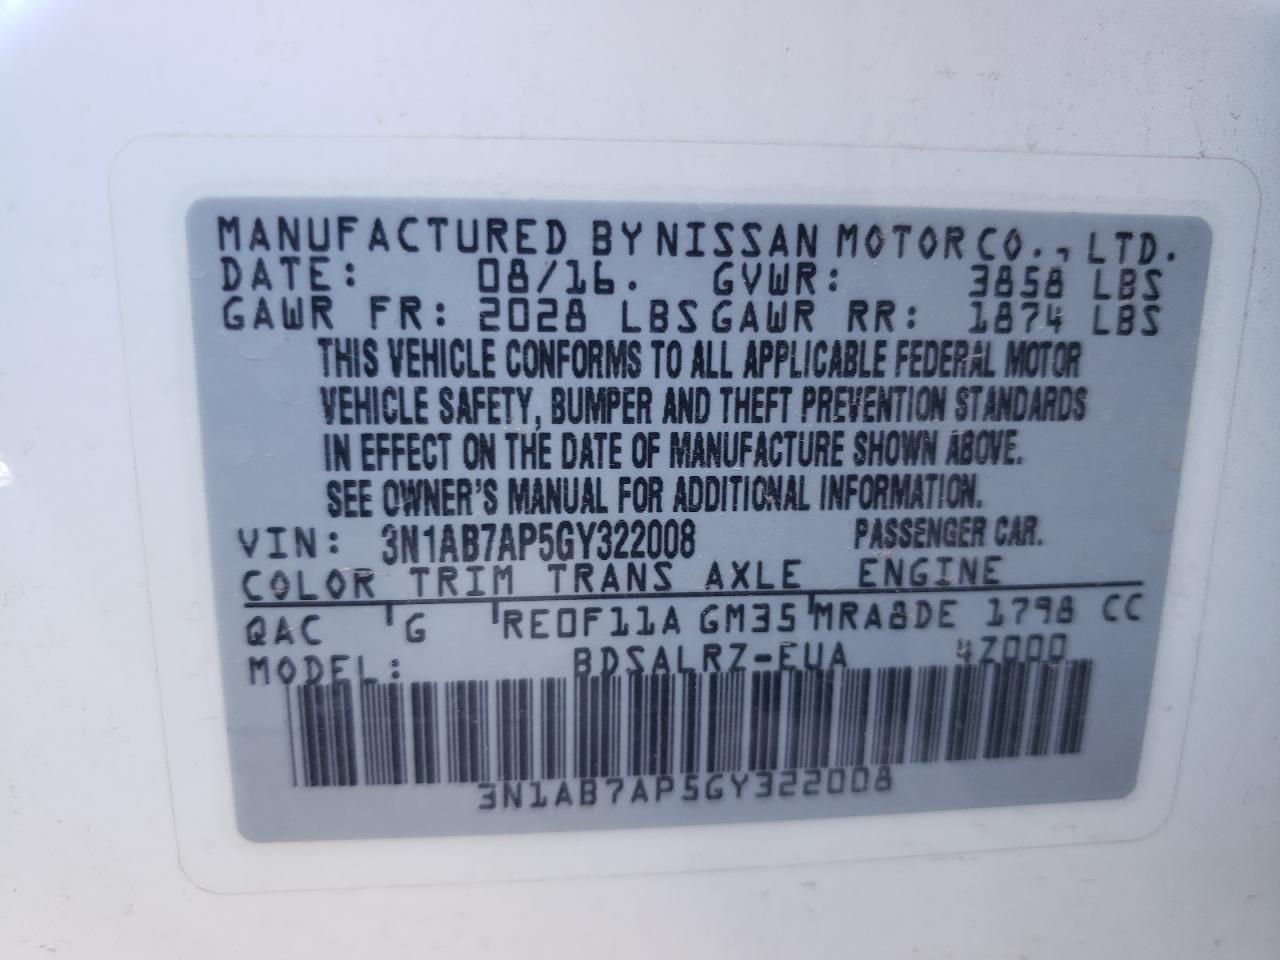 MANUFACTURED BY NISSAN MOTOR CO., LTD.
DATE: 08/16. GVWR: 3858 LBS
GAWR FR: 2028 LBS GAWR RR: 1874 LBS
THIS VEHICLE CONFORMS TO ALL APPLICABLE FEDERAL MOTOR
VEHICLE SAFETY, BUMPER AND THEFT PREVENTION STANDARDS
IN EFFECT ON THE DATE OF MANUFACTURE SHOWN ABOVE.
SEE OWNER'S MANUAL FOR ADDITIONAL INFORMATION.
VIN: 3N1AB7AP5GY322008 PASSENGER CAR.
COLOR TRIM TRANS AXLE ENGINE
QAC G RE0F11A GM35 MRA8DE 1798 CC
MODEL: BDSALRZ-EUA 4Z000
3N1AB7AP5GY322008